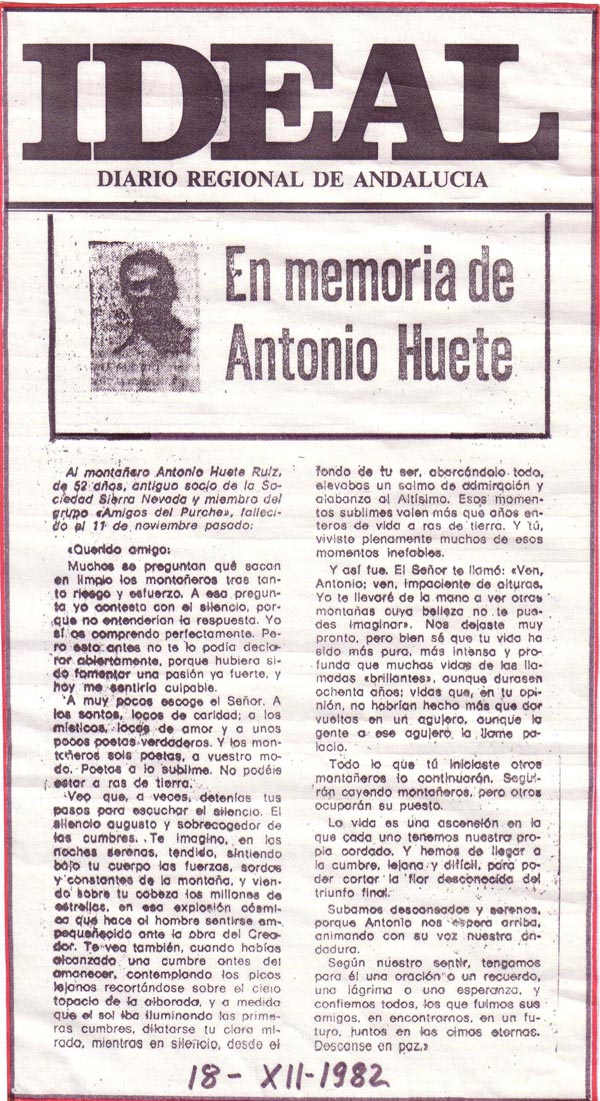 IDEAL
DIARIO REGIONAL DE ANDALUCIA
En memoria de
Antonio Huete
Al montañero Antonio Huete Ruiz,
de 52 años, antiguo socio de la So-
ciedad Sierra Nevada y miembro del
grupo «Amigos del Purche», falleci-
do el 11 de noviembre pasado:
«Querido amigo:
Muchos se preguntan qué sacan
en limpio los montañeros tras tan-
to riesgo y esfuerzo. A esa pregun-
ta yo contesto con el silencio, por-
que no entenderían la respuesta. Yo
sí os comprendo perfectamente. Pe-
ro esto antes no te lo podía decla-
rar abiertamente, porque hubiera si-
do fomentar una pasión ya fuerte, y
hoy me sentiría culpable.
A muy pocos escoge el Señor. A
los santos, locos de caridad; a los
místicos, locos de amor y a unos
pocos poetas verdaderos. Y los mon-
tañeros sois poetas, a vuestro mo-
do. Poetas a lo sublime. No podéis
estar a ras de tierra.
Veo que, a veces, detenías tus
pasos para escuchar el silencio. El
silencio augusto y sobrecogedor de
las cumbres. Te imagino, en las
noches serenas, tendido, sintiendo
bajo tu cuerpo las fuerzas, sordas
y constantes de la montaña, y vien-
do sobre tu cabeza los millones de
estrellas, en esa explosión cósmi-
ca que hace al hombre sentirse em-
pequeñecido ante la obra del Crea-
dor. Te veo también, cuando habías
alcanzado una cumbre antes del
amanecer, contemplando los picos
lejanos recortándose sobre el cielo
topacio de la alborada, y a medida
que el sol iba iluminando las prime-
ras cumbres, dilatarse tu clara mi-
rada, mientras en silencio, desde el
fondo de tu ser, abarcándolo todo,
elevabas un salmo de admiración y
alabanza al Altísimo. Esos momen-
tos sublimes valen más que años en-
teros de vida a ras de tierra. Y tú,
viviste plenamente muchos de esos
momentos inefables.
Y así fue. El Señor te llamó: «Ven,
Antonio; ven, impaciente de alturas.
Yo te llevaré de la mano a ver otras
montañas cuya belleza no te pue-
des imaginar». Nos dejaste muy
pronto, pero bien sé que tu vida ha
sido más pura, más intensa y pro-
funda que muchas vidas de las lla-
madas «brillantes», aunque durasen
ochenta años; vidas que, en tu opi-
nión, no habrían hecho más que dar
vueltas en un agujero, aunque la
gente a ese agujero la llame pa-
lacio.
Todo lo que tú iniciaste otros
montañeros lo continuarán. Segui-
rán cayendo montañeros, pero otros
ocuparán su puesto.
La vida es una ascensión en la
que cada uno tenemos nuestra pro-
pia cordada. Y hemos de llegar a
la cumbre, lejana y difícil, para po-
der cortar la flor desconocida del
triunfo final.
Subamos descansados y serenos,
porque Antonio nos espera arriba,
animando con su voz nuestra an-
dadura.
Según nuestro sentir, tengamos
para él una oración o un recuerdo,
una lágrima o una esperanza, y
confiemos todos, los que fuimos sus
amigos, en encontrarnos, en un fu-
turo, juntos en las cimas eternas.
Descanse en paz.»
18-XII-1982